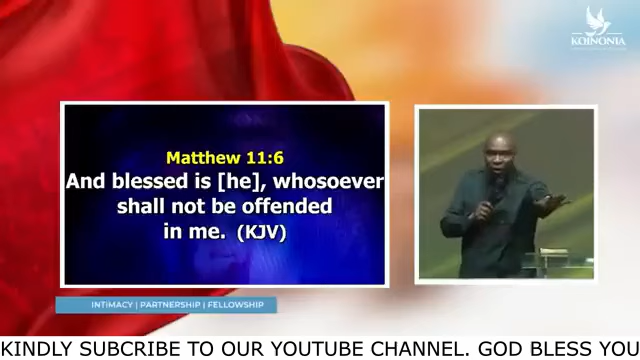 KOINONIA
Matthew 11:6
And blessed is [he], whosoever
shall not be offended
in me. (KJV)
INTiMACY | PARTNERSHIP | FELLOWSHIP
KINDLY SUBCRIBE TO OUR YOUTUBE CHANNEL. GOD BLESS YOU